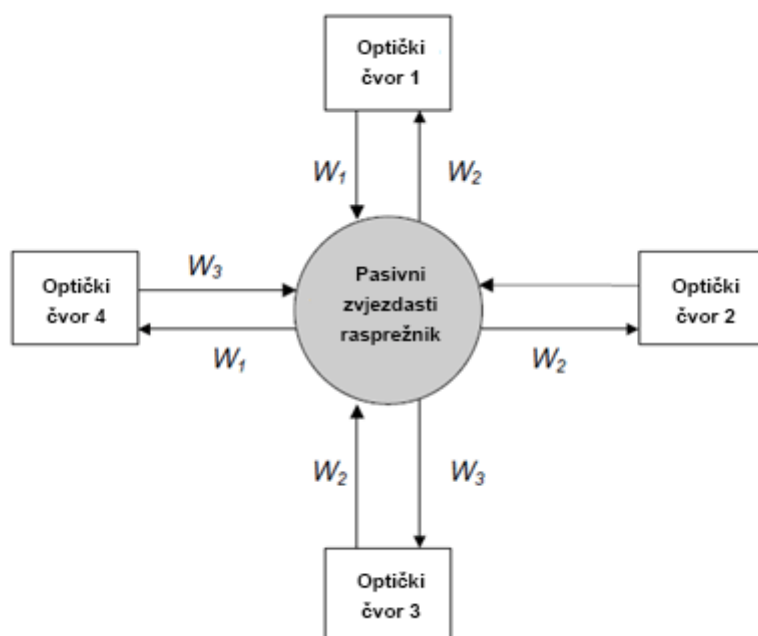 Optički
čvor 1
W1
W2
Optički
čvor 4
W3
W1
Pasivni
zvjezdasti
rasprežnik
Optički
čvor 2
W2
W2
W3
Optički
čvor 3